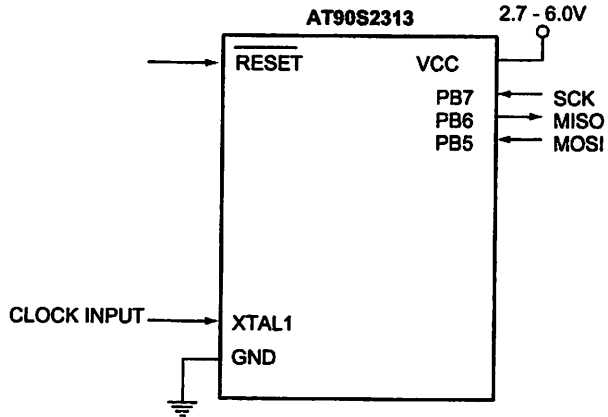 AT90S2313
2.7 - 6.0V
RESET
VCC
PB7
SCK
PB6
MISO
PB5
MOSI
CLOCK INPUT
XTAL1
GND